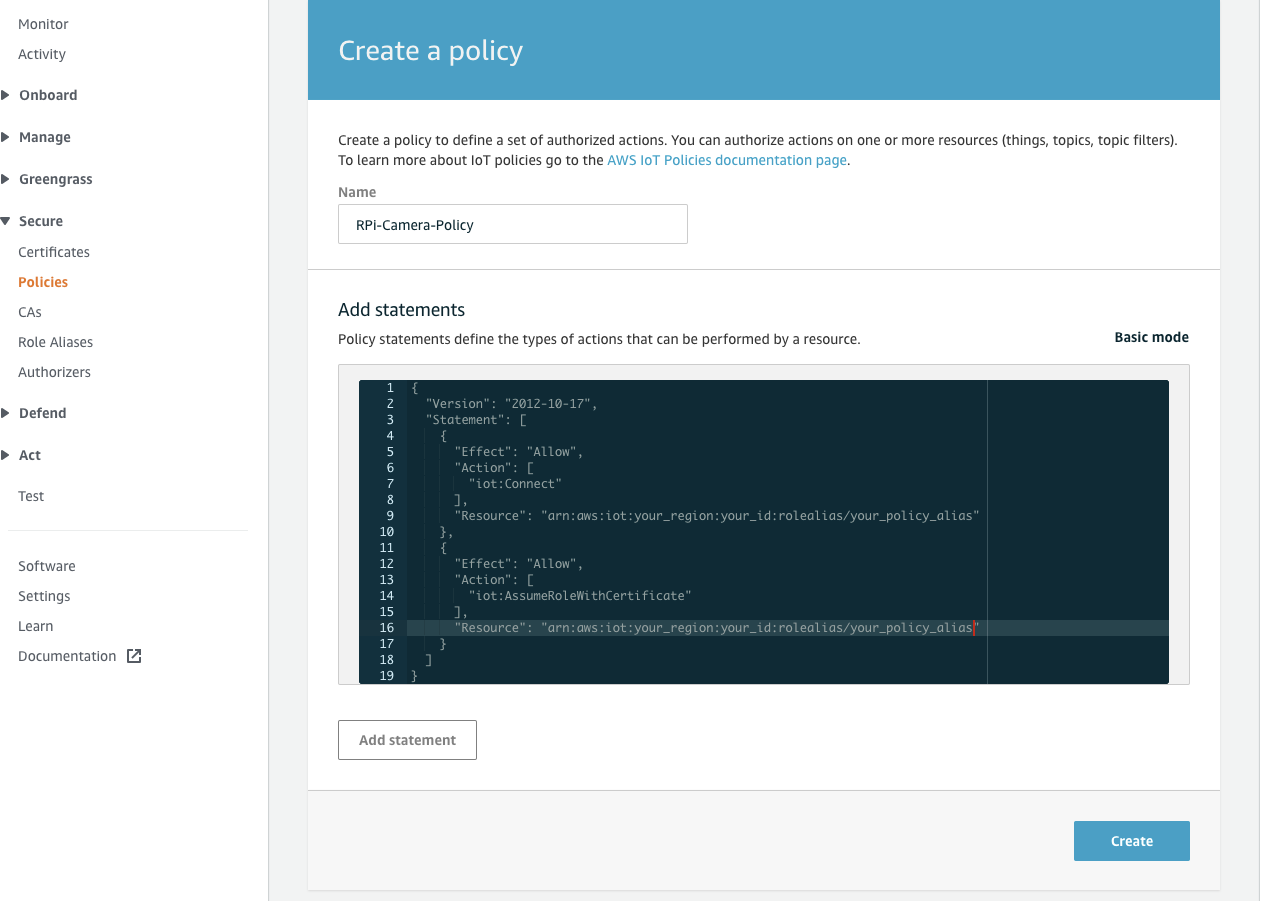 Monitor
Activity
Onboard
Manage
Greengrass
Secure
Certificates
Policies
CAs
Role Aliases
Authorizers
Defend
Act
Test
Software
Settings
Learn
Documentation
Create a policy
Create a policy to define a set of authorized actions. You can authorize actions on one or more resources (things, topics, topic filters).
To learn more about IoT policies go to the AWS IoT Policies documentation page.
Name
RPi-Camera-Policy
Add statements
Policy statements define the types of actions that can be performed by a resource.
Basic mode
1 {
2   "Version": "2012-10-17",
3   "Statement": [
4     {
5       "Effect": "Allow",
6       "Action": [
7         "iot:Connect"
8       ],
9       "Resource": "arn:aws:iot:your_region:your_id:rolealias/your_policy_alias"
10     },
11     {
12       "Effect": "Allow",
13       "Action": [
14         "iot:AssumeRoleWithCertificate"
15       ],
16       "Resource": "arn:aws:iot:your_region:your_id:rolealias/your_policy_alias"
17     }
18   ]
19 }
Add statement
Create